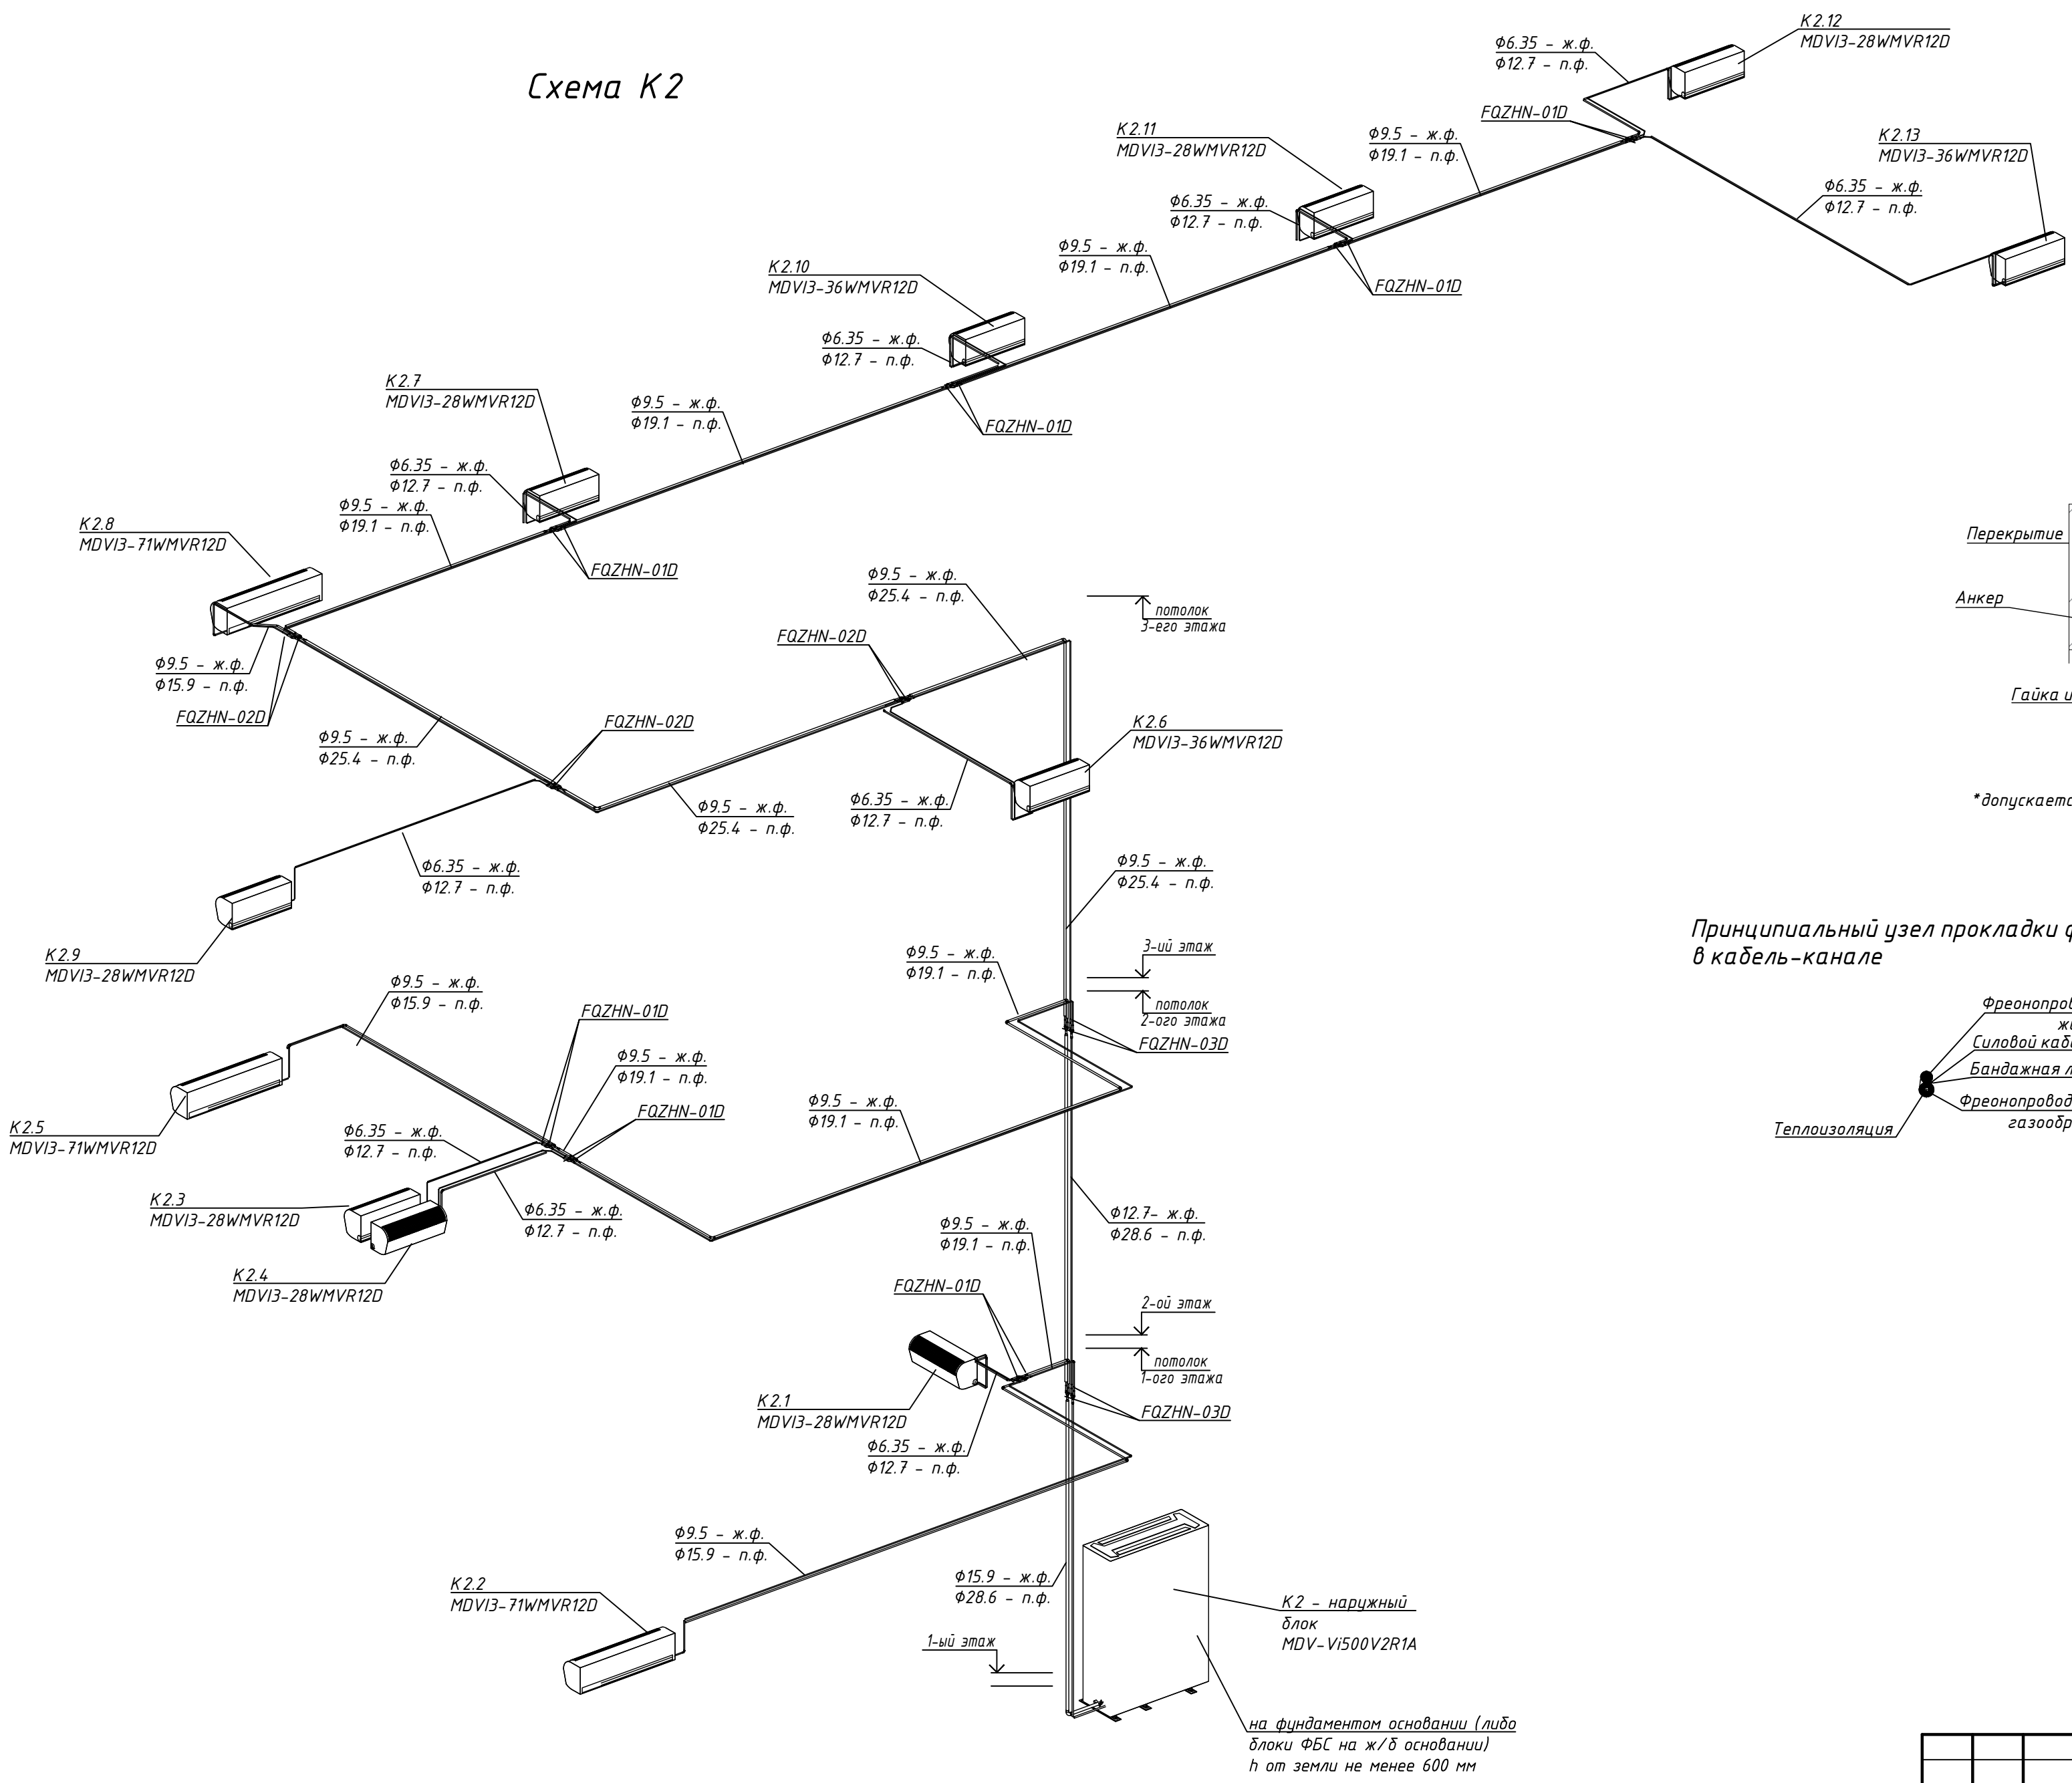 Схема К2
К2.12
MDVI3-28WMVR12D
Ф6.35 - ж.ф.
Ф12.7 - п.ф.
FQZHN-01D
К2.11
MDVI3-28WMVR12D
Ф9.5 - ж.ф.
Ф19.1 - п.ф.
К2.13
MDVI3-36WMVR12D
Ф6.35 - ж.ф.
Ф12.7 - п.ф.
Ф6.35 - ж.ф.
Ф12.7 - п.ф.
Ф9.5 - ж.ф.
Ф19.1 - п.ф.
FQZHN-01D
К2.10
MDVI3-36WMVR12D
Ф6.35 - ж.ф.
Ф12.7 - п.ф.
FQZHN-01D
К2.7
MDVI3-28WMVR12D
Ф9.5 - ж.ф.
Ф19.1 - п.ф.
Ф6.35 - ж.ф.
Ф12.7 - п.ф.
Ф9.5 - ж.ф.
Ф19.1 - п.ф.
FQZHN-01D
К2.8
MDVI3-71WMVR12D
Ф9.5 - ж.ф.
Ф15.9 - п.ф.
FQZHN-02D
Ф9.5 - ж.ф.
Ф25.4 - п.ф.
FQZHN-02D
Ф9.5 - ж.ф.
Ф25.4 - п.ф.
FQZHN-02D
Ф9.5 - ж.ф.
Ф25.4 - п.ф.
потолок
3-его этажа
К2.6
MDVI3-36WMVR12D
Ф6.35 - ж.ф.
Ф12.7 - п.ф.
Перекрытие
Анкер
Гайка и
*допускаетс
Ф6.35 - ж.ф.
Ф12.7 - п.ф.
К2.9
MDVI3-28WMVR12D
Ф9.5 - ж.ф.
Ф25.4 - п.ф.
3-ий этаж
потолок
2-ого этажа
FQZHN-03D
Ф9.5 - ж.ф.
Ф19.1 - п.ф.
Принципиальный узел прокладки ф
в кабель-канале
Фреонопров
жи
Силовой кабе
Бандажная л
Фреонопровод
газообр
Теплоизоляция
Ф9.5 - ж.ф.
Ф15.9 - п.ф.
FQZHN-01D
Ф9.5 - ж.ф.
Ф19.1 - п.ф.
FQZHN-01D
Ф9.5 - ж.ф.
Ф19.1 - п.ф.
К2.5
MDVI3-71WMVR12D
Ф6.35 - ж.ф.
Ф12.7 - п.ф.
К2.3
MDVI3-28WMVR12D
Ф6.35 - ж.ф.
Ф12.7 - п.ф.
К2.4
MDVI3-28WMVR12D
Ф12.7- ж.ф.
Ф28.6 - п.ф.
Ф9.5 - ж.ф.
Ф19.1 - п.ф.
FQZHN-01D
2-ой этаж
потолок
1-ого этажа
FQZHN-03D
К2.1
MDVI3-28WMVR12D
Ф6.35 - ж.ф.
Ф12.7 - п.ф.
Ф9.5 - ж.ф.
Ф15.9 - п.ф.
К2.2
MDVI3-71WMVR12D
Ф15.9 - ж.ф.
Ф28.6 - п.ф.
1-ый этаж
К2 - наружный
блок
MDV-Vi500V2R1A
на фундаментом основании (либо
блоки ФБС на ж/б основании)
h от земли не менее 600 мм